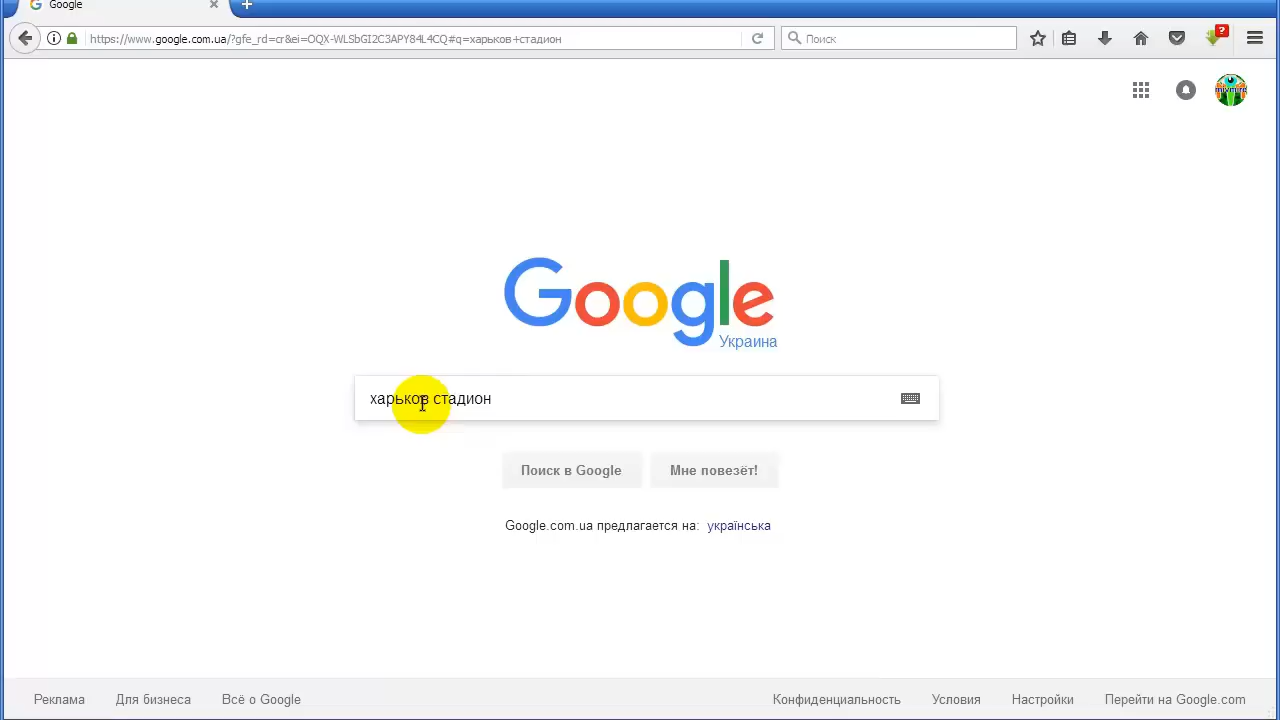 Google
https://www.google.com.ua/?gfe_rd=cr&ei=OQX-WLSbGI2C3APY84L4CQ#q=харьков+стадион
Поиск
?
Google
Украина
харьков стадион
Поиск в Google
Мне повезёт!
Google.com.ua предлагается на: українська
Реклама
Для бизнеса
Всё о Google
Конфиденциальность
Условия
Настройки
Перейти на Google.com